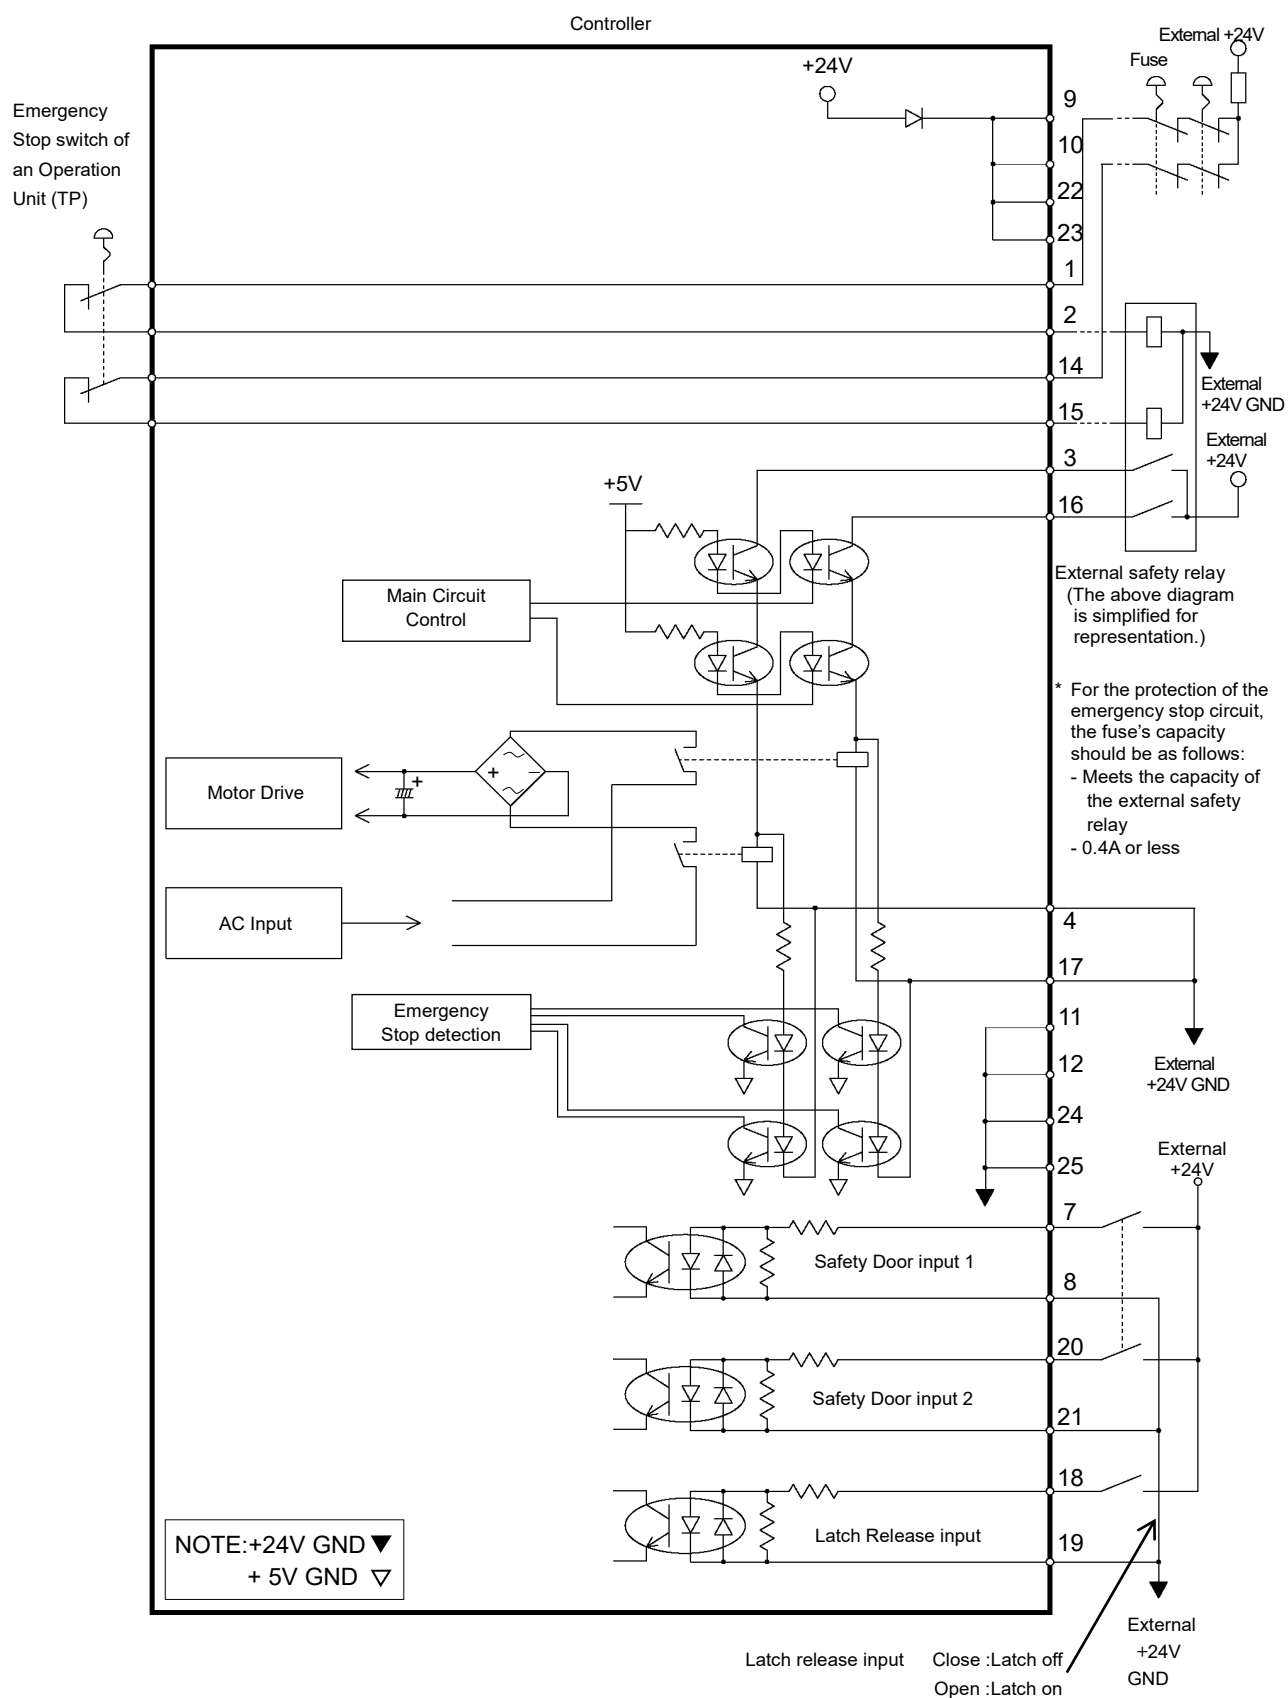 Controller
External +24V
Fuse
+24V
Emergency
Stop switch of
an Operation
Unit (TP)
9
10
22
23
1
2
14
15
3
16
External
+24V GND
External
+24V
+5V
Main Circuit
Control
External safety relay
(The above diagram
is simplified for
representation.)
* For the protection of the
emergency stop circuit,
the fuse's capacity
should be as follows:
- Meets the capacity of
the external safety
relay
- 0.4A or less
Motor Drive
+
−
+
AC Input
4
17
Emergency
Stop detection
11
12
24
25
External
+24V GND
External
+24V
7
Safety Door input 1
8
20
Safety Door input 2
21
18
Latch Release input
19
NOTE:+24V GND ▼
+ 5V GND ▽
External
+24V
GND
Latch release input Close :Latch off
Open :Latch on